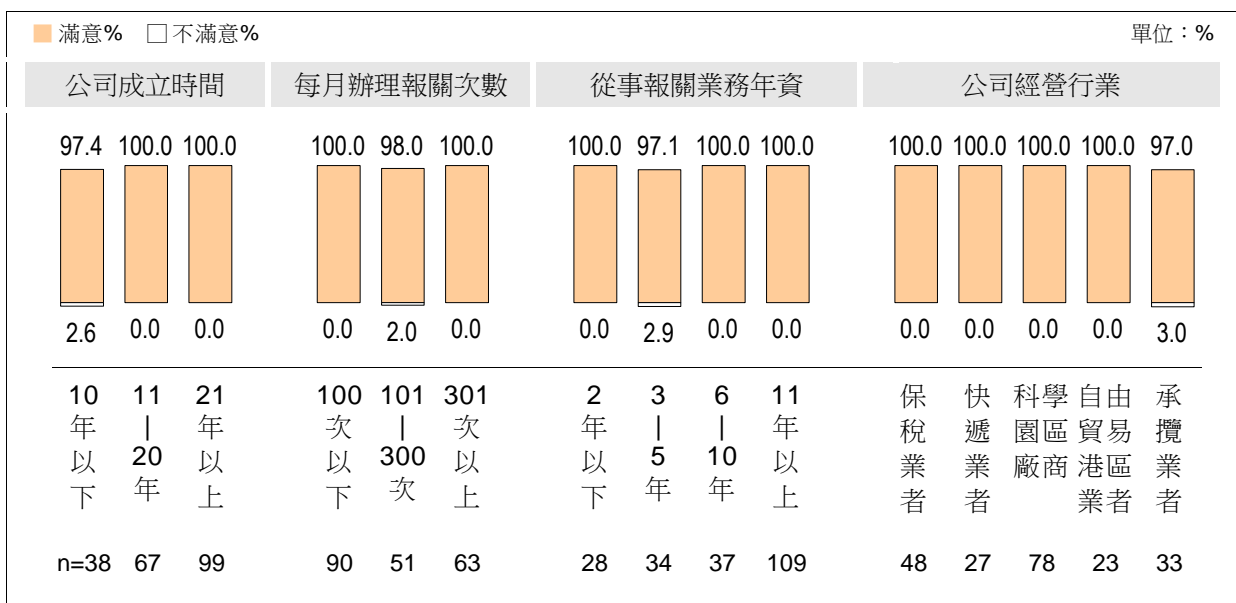 滿意% 不滿意% 單位：%
公司成立時間 每月辦理報關次數 從事報關業務年資 公司經營行業
97.4 100.0 100.0 100.0 98.0 100.0 100.0 97.1 100.0 100.0 100.0 100.0 100.0 100.0 97.0
2.6 0.0 0.0 0.0 2.0 0.0 0.0 2.9 0.0 0.0 0.0 0.0 0.0 0.0 3.0
10年以下 11|20年 21年以上 100次以下 101|300次 301次以上 2年以下 3|5年 6|10年 11年以上 保稅業者 快遞業者 科學園區廠商 自由貿易港區業者 承攬業者
n=38 67 99 90 51 63 28 34 37 109 48 27 78 23 33